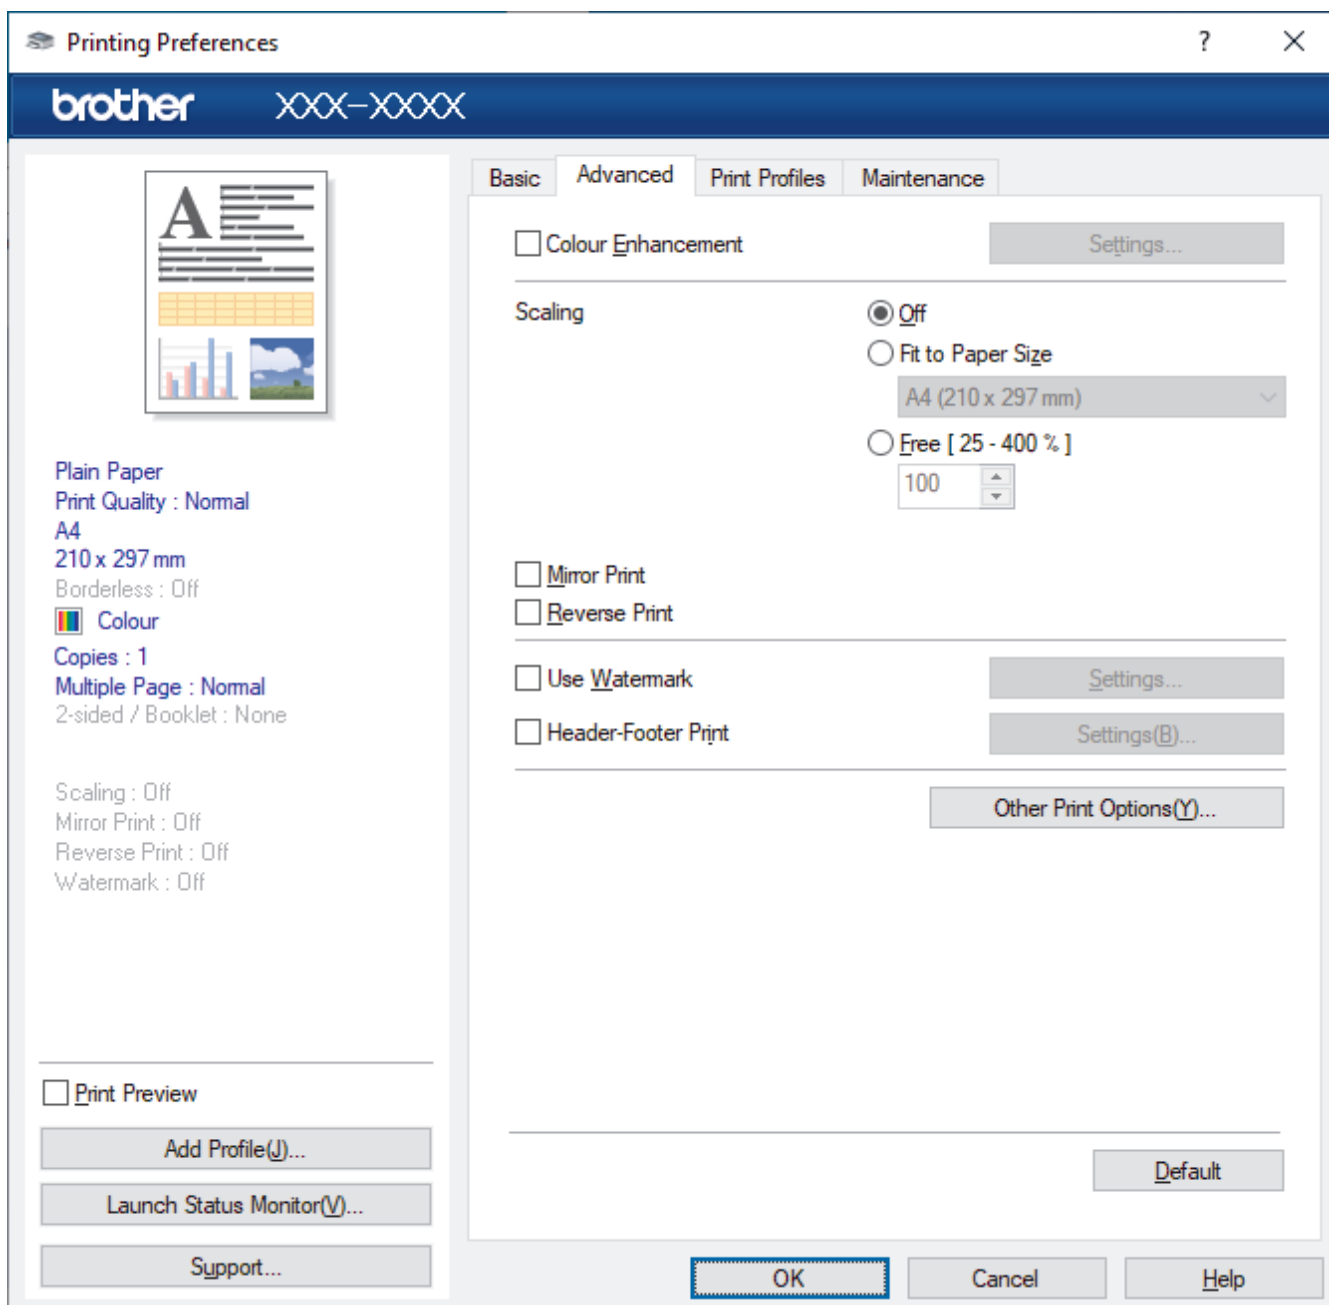 Printing Preferences
?
brother XXX-XXXX
Basic
Advanced
Print Profiles
Maintenance
A
Plain Paper
Print Quality : Normal
A4
210 x 297 mm
Borderless : Off
Colour
Copies : 1
Multiple Page : Normal
2-sided / Booklet : None
Scaling : Off
Mirror Print : Off
Reverse Print : Off
Watermark : Off
Print Preview
Add Profile(J)...
Launch Status Monitor(V)...
Support...
Colour Enhancement
Settings...
Scaling
Off
Fit to Paper Size
A4 (210 x 297 mm)
Free [ 25 - 400 % ]
100
Mirror Print
Reverse Print
Use Watermark
Settings...
Header-Footer Print
Settings(B)...
Other Print Options(Y)...
Default
OK
Cancel
Help